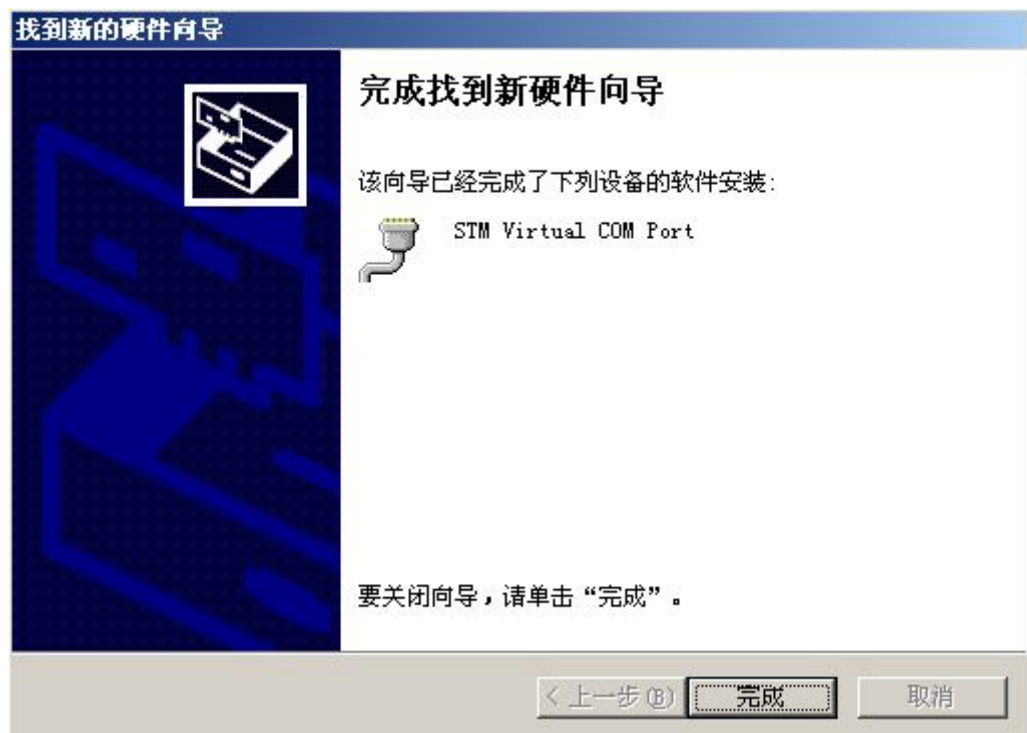 找到新的硬件向导
完成找到新硬件向导
该向导已经完成了下列设备的软件安装:
STM Virtual COM Port
要关闭向导，请单击“完成”。
< 上一步(B)
完成
取消